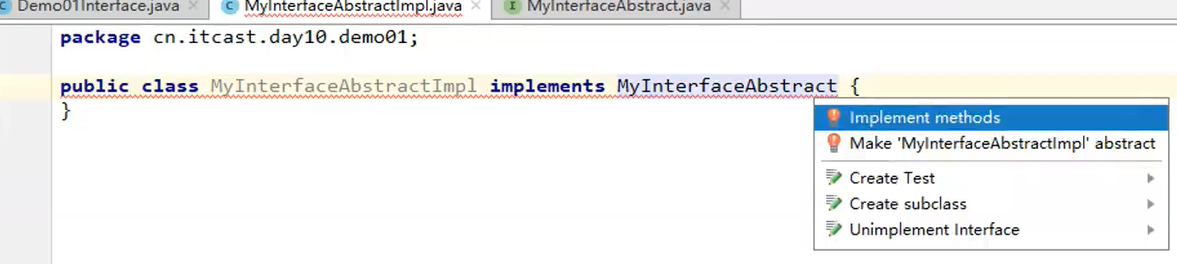 Demo01Interface.java MyInterfaceAbstractImpl.java MyInterfaceAbstract.java
package cn.itcast.day10.demo01;
public class MyInterfaceAbstractImpl implements MyInterfaceAbstract {
}
Implement methods
Make 'MyInterfaceAbstractImpl' abstract
Create Test
Create subclass
Unimplement Interface